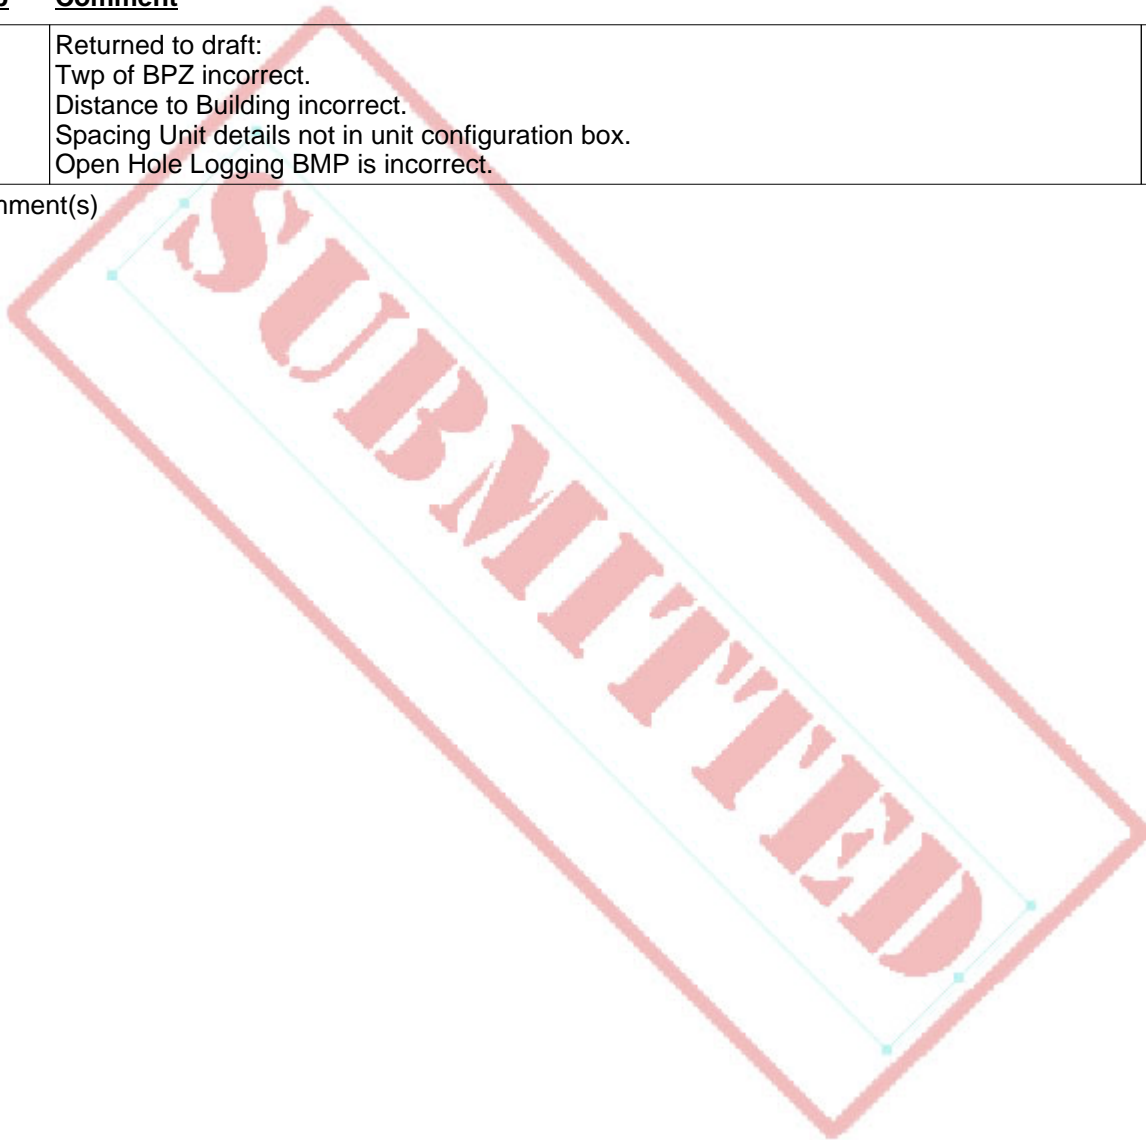 Comment
Returned to draft:
Twp of BPZ incorrect.
Distance to Building incorrect.
Spacing Unit details not in unit configuration box.
Open Hole Logging BMP is incorrect.
nment(s)
SUBMITTED